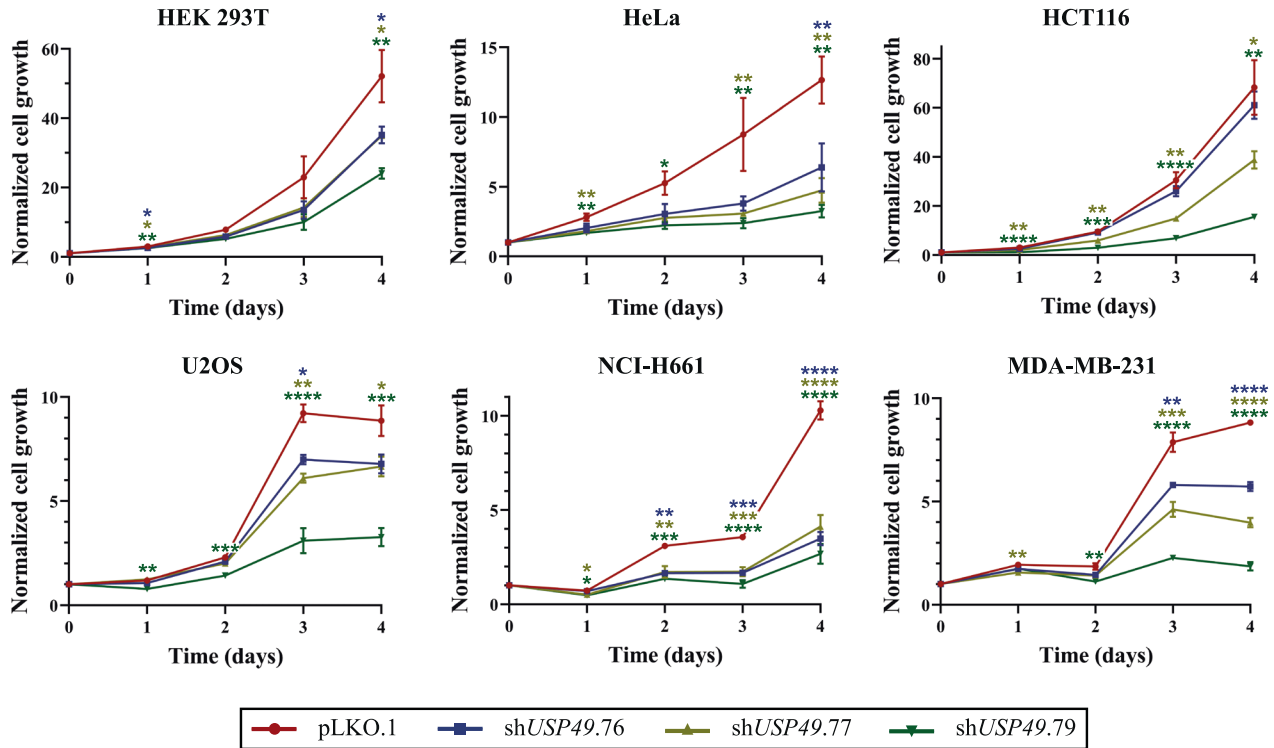 HEK 293T
Normalized cell growth
60
40
20
0
*
*
**
*
*
**
0 1 2 3 4
Time (days)
HeLa
Normalized cell growth
15
10
5
0
**
**
*
**
**
**
**
**
0 1 2 3 4
Time (days)
HCT116
Normalized cell growth
80
60
40
20
0
**
****
**
***
**
****
*
**
0 1 2 3 4
Time (days)
U2OS
Normalized cell growth
10
5
0
**
***
*
**
****
*
***
0 1 2 3 4
Time (days)
NCI-H661
Normalized cell growth
10
5
0
*
*
**
**
***
***
***
****
****
****
****
0 1 2 3 4
Time (days)
MDA-MB-231
Normalized cell growth
10
5
0
**
**
**
***
****
****
****
****
0 1 2 3 4
Time (days)
pLKO.1 shUSP49.76 shUSP49.77 shUSP49.79